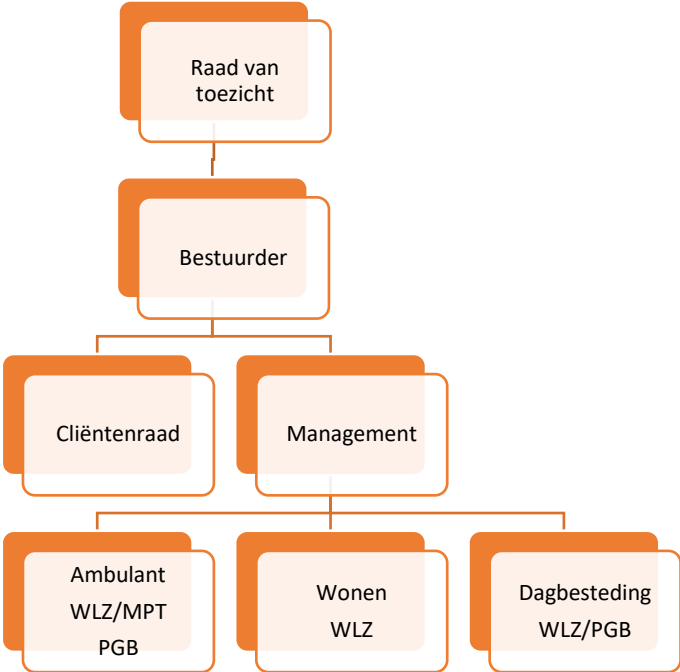 Raad van
toezicht
Bestuurder
Cliëntenraad
Management
Ambulant
WLZ/MPT
PGB
Wonen
WLZ
Dagbesteding
WLZ/PGB